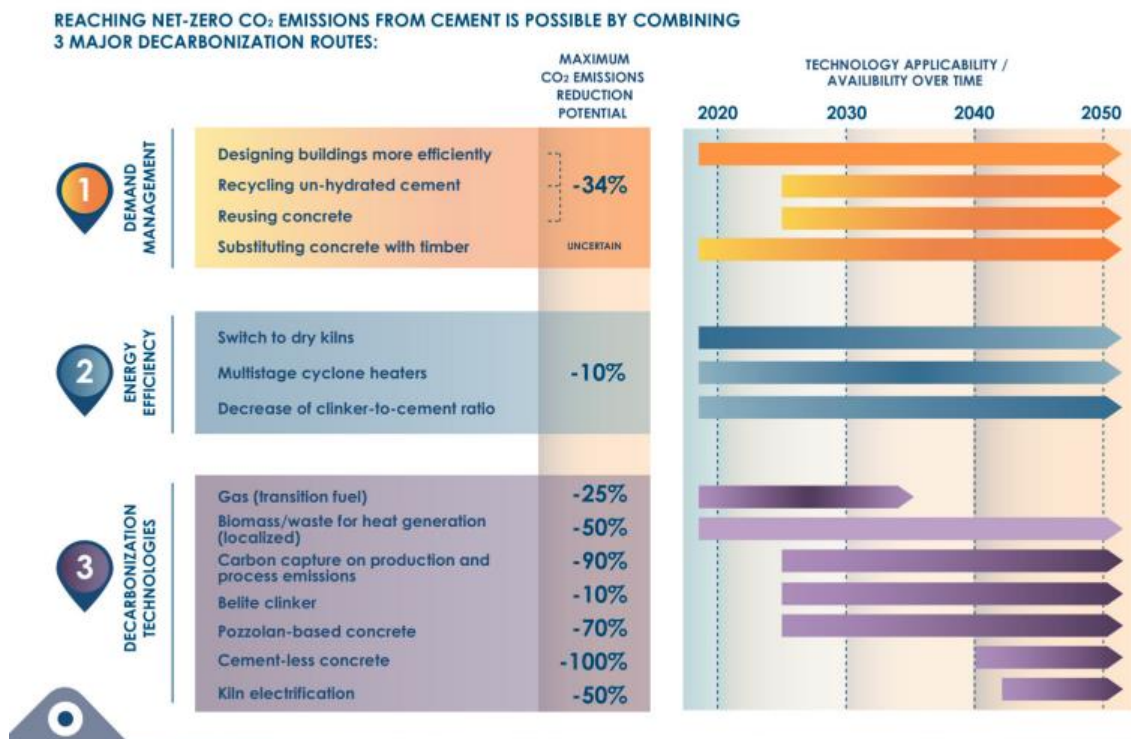 REACHING NET-ZERO CO₂ EMISSIONS FROM CEMENT IS POSSIBLE BY COMBINING
3 MAJOR DECARBONIZATION ROUTES:
MAXIMUM
CO₂ EMISSIONS
REDUCTION
POTENTIAL
TECHNOLOGY APPLICABILITY /
AVAILIBILITY OVER TIME
2020 2030 2040 2050
1
DEMAND
MANAGEMENT
Designing buildings more efficiently
Recycling un-hydrated cement -34%
Reusing concrete
Substituting concrete with timber UNCERTAIN
2
ENERGY
EFFICIENCY
Switch to dry kilns
Multistage cyclone heaters -10%
Decrease of clinker-to-cement ratio
3
DECARBONIZATION
TECHNOLOGIES
Gas (transition fuel) -25%
Biomass/waste for heat generation
(localized) -50%
Carbon capture on production and
process emissions -90%
Belite clinker -10%
Pozzolan-based concrete -70%
Cement-less concrete -100%
Kiln electrification -50%